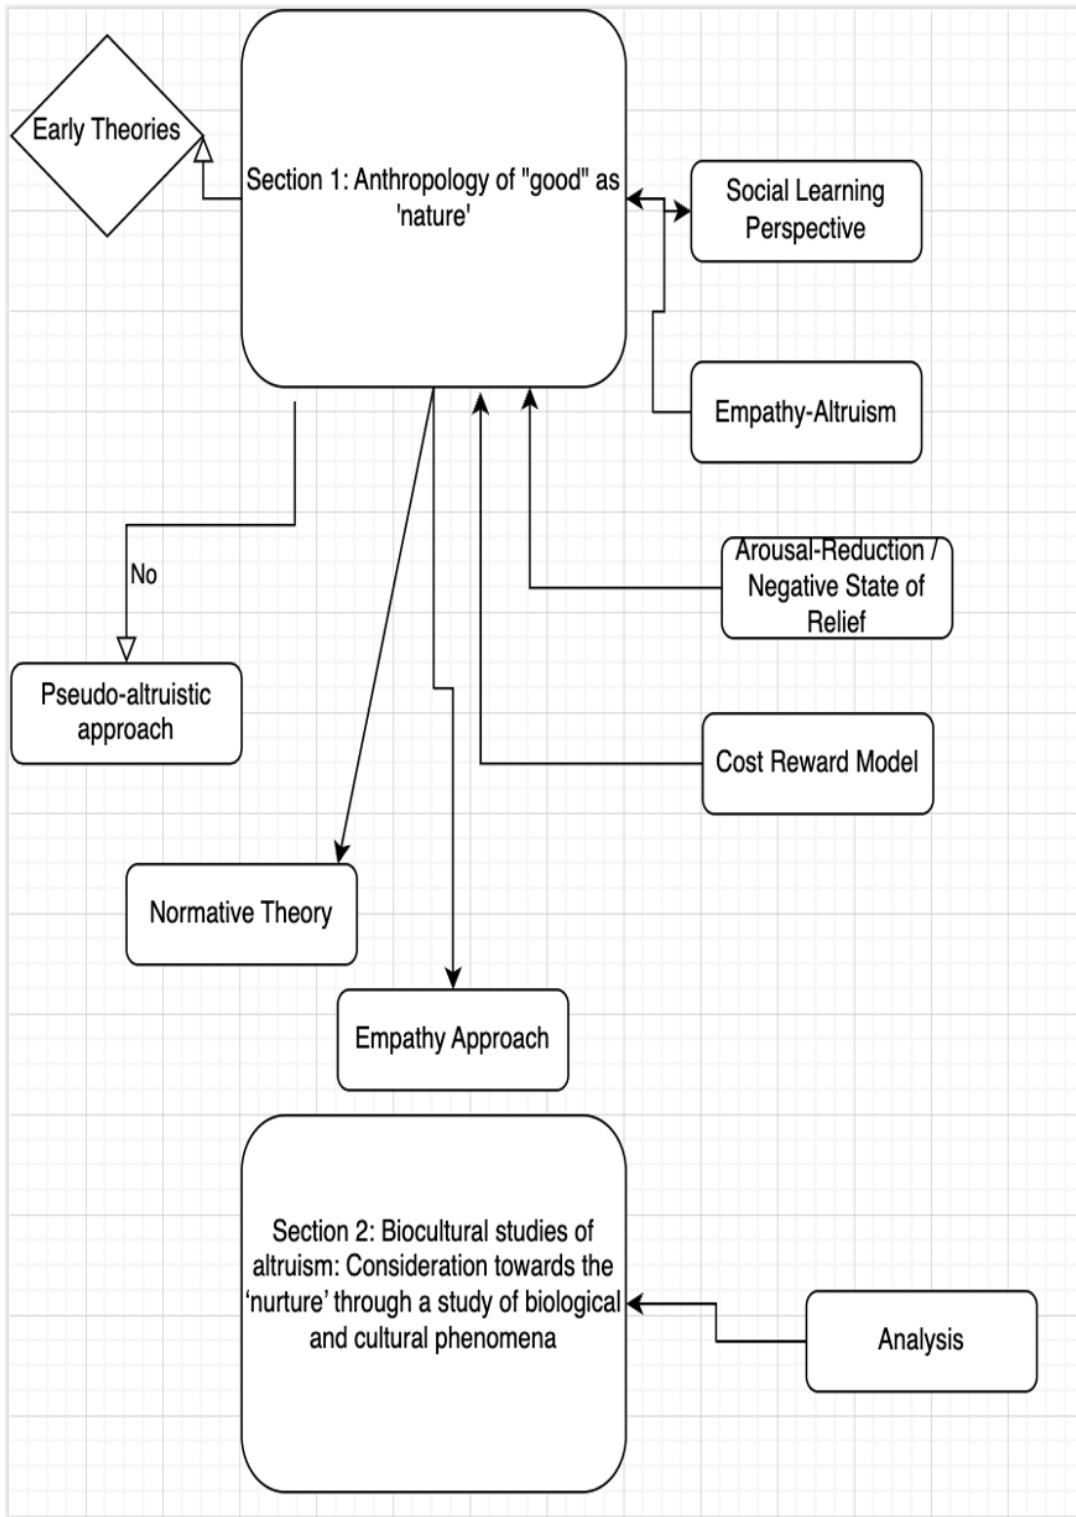 Early Theories
Section 1: Anthropology of "good" as
'nature'
Social Learning
Perspective
Empathy-Altruism
Arousal-Reduction /
Negative State of
Relief
No
Pseudo-altruistic
approach
Cost Reward Model
Normative Theory
Empathy Approach
Section 2: Biocultural studies of
altruism: Consideration towards the
‘nurture’ through a study of biological
and cultural phenomena
Analysis